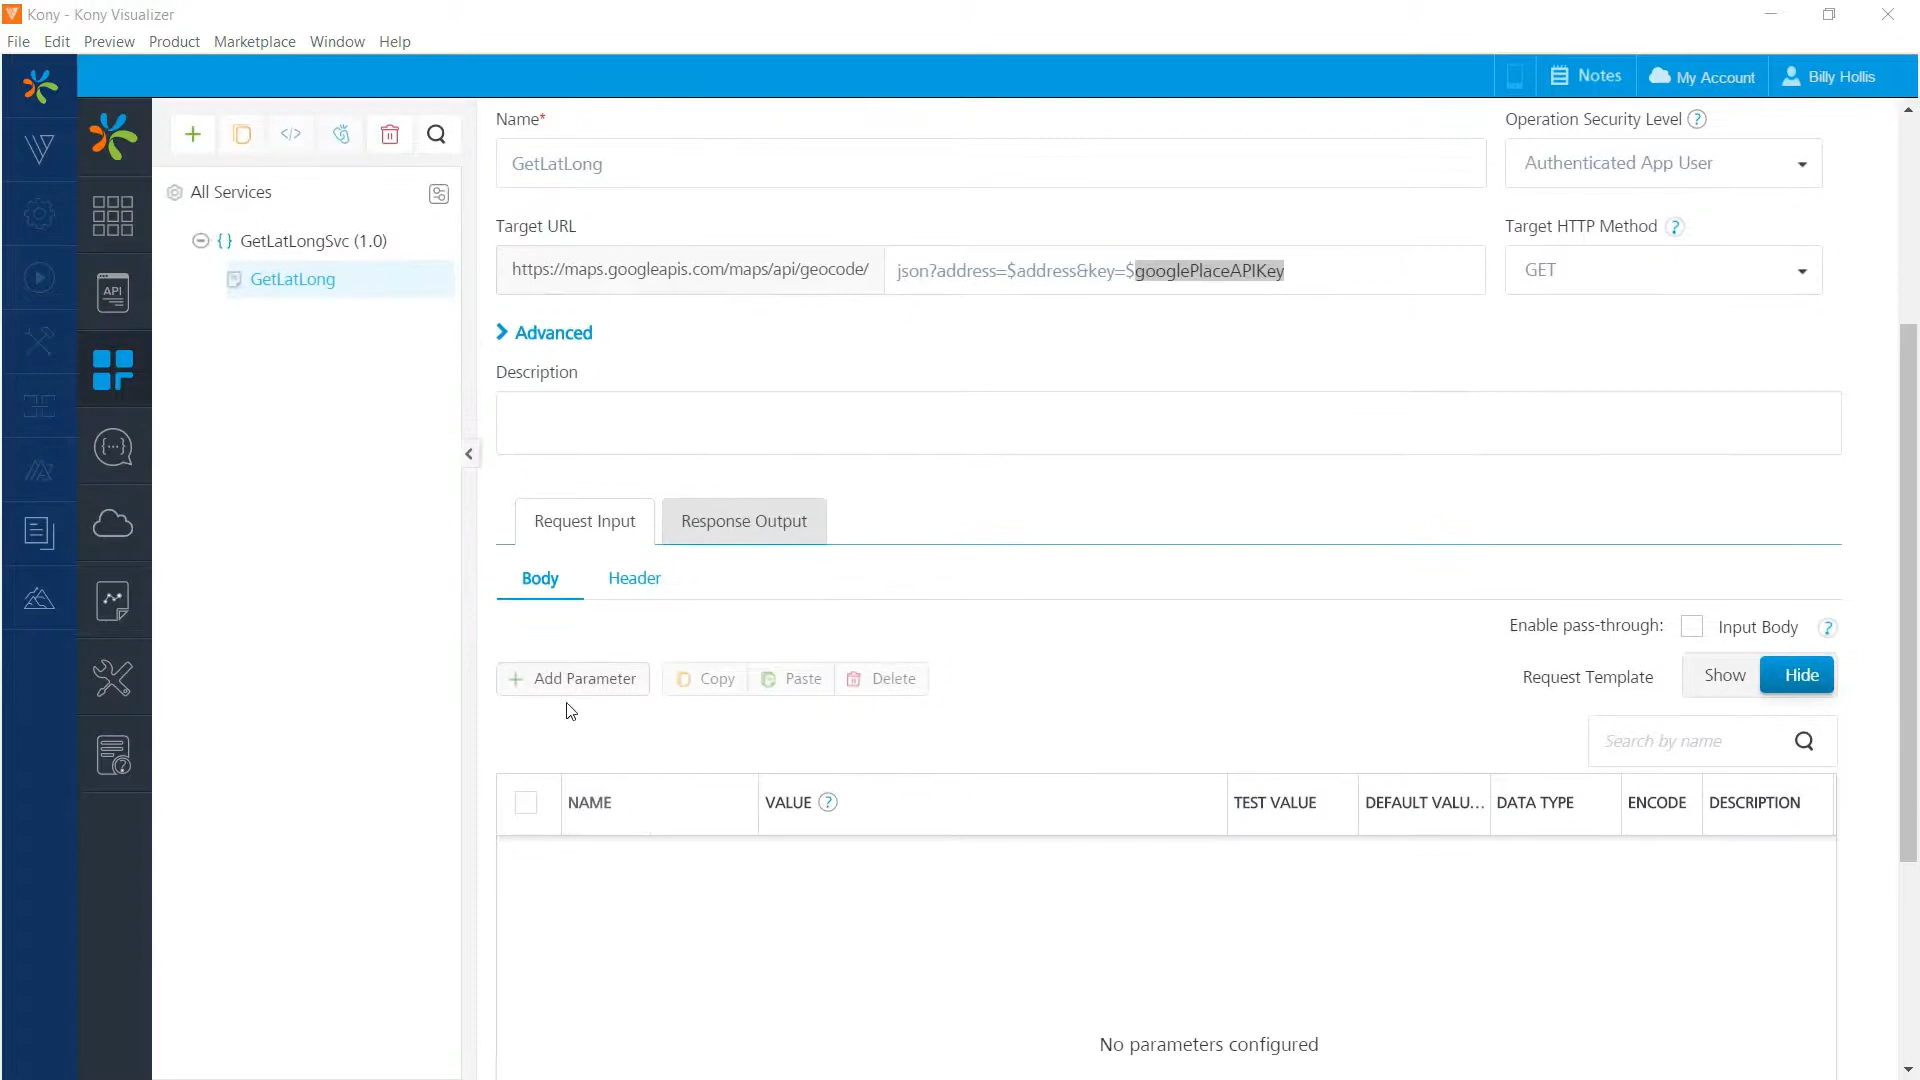 Kony - Kony Visualizer
File Edit Preview Product Marketplace Window Help
Notes My Account Billy Hollis
Name* Operation Security Level ?
GetLatLong Authenticated App User
All Services
Target URL Target HTTP Method ?
GetLatLongSvc (1.0)
https://maps.googleapis.com/maps/api/geocode/ json?address=$address&key=$googlePlaceAPIKey GET
API GetLatLong
Advanced
Description
Request Input Response Output
Body Header
Enable pass-through: Input Body ?
Add Parameter Copy Paste Delete Request Template Show Hide
Search by name
NAME VALUE ? TEST VALUE DEFAULT VALU... DATA TYPE ENCODE DESCRIPTION
No parameters configured